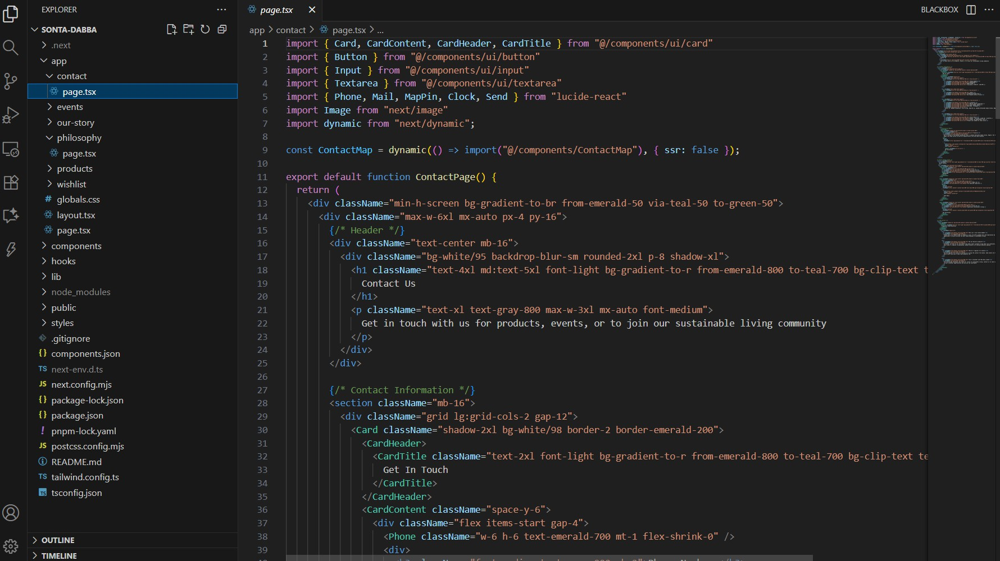 EXPLORER
SONTA-DABBA
.next
app
contact
page.tsx
events
our-story
philosophy
page.tsx
products
wishlist
# globals.css
layout.tsx
page.tsx
components
hooks
lib
node_modules
public
styles
.gitignore
{} components.json
TS next-env.d.ts
JS next.config.mjs
{} package-lock.json
{} package.json
! pnpm-lock.yaml
JS postcss.config.mjs
README.md
TS tailwind.config.ts
TS tsconfig.json
OUTLINE
TIMELINE
page.tsx
BLACKBOX
app > contact > page.tsx > ...
1 import { Card, CardContent, CardHeader, CardTitle } from "@/components/ui/card"
2 import { Button } from "@/components/ui/button"
3 import { Input } from "@/components/ui/input"
4 import { Textarea } from "@/components/ui/textarea"
5 import { Phone, Mail, MapPin, Clock, Send } from "lucide-react"
6 import Image from "next/image"
7 import dynamic from "next/dynamic";
8
9 const ContactMap = dynamic(() => import("@/components/ContactMap"), { ssr: false });
10
11 export default function ContactPage() {
12 return (
13 <div className="min-h-screen bg-gradient-to-br from-emerald-50 via-teal-50 to-green-50">
14 <div className="max-w-6xl mx-auto px-4 py-16">
15 {/* Header */}
16 <div className="text-center mb-16">
17 <div className="bg-white/95 backdrop-blur-sm rounded-2xl p-8 shadow-xl">
18 <h1 className="text-4xl md:text-5xl font-light bg-gradient-to-r from-emerald-800 to-teal-700 bg-clip-text t
19 Contact Us
20 </h1>
21 <p className="text-xl text-gray-800 max-w-3xl mx-auto font-medium">
22 Get in touch with us for products, events, or to join our sustainable living community
23 </p>
24 </div>
25 </div>
26
27 {/* Contact Information */}
28 <section className="mb-16">
29 <div className="grid lg:grid-cols-2 gap-12">
30 <Card className="shadow-2xl bg-white/98 border-2 border-emerald-200">
31 <CardHeader>
32 <CardTitle className="text-2xl font-light bg-gradient-to-r from-emerald-800 to-teal-700 bg-clip-text te
33 Get In Touch
34 </CardTitle>
35 </CardHeader>
36 <CardContent className="space-y-6">
37 <div className="flex items-start gap-4">
38 <Phone className="w-6 h-6 text-emerald-700 mt-1 flex-shrink-0" />
39 <div>